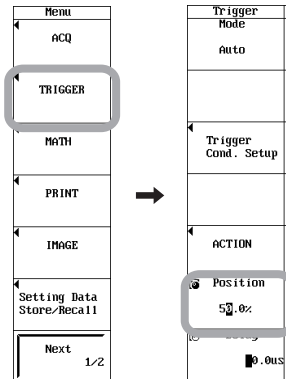 Menu
ACQ
TRIGGER
MATH
PRINT
IMAGE
Setting Data
Store/Recall
Next
1/2
Trigger
Mode
Auto
Trigger
Cond. Setup
ACTION
Position
50.0%
0.0us